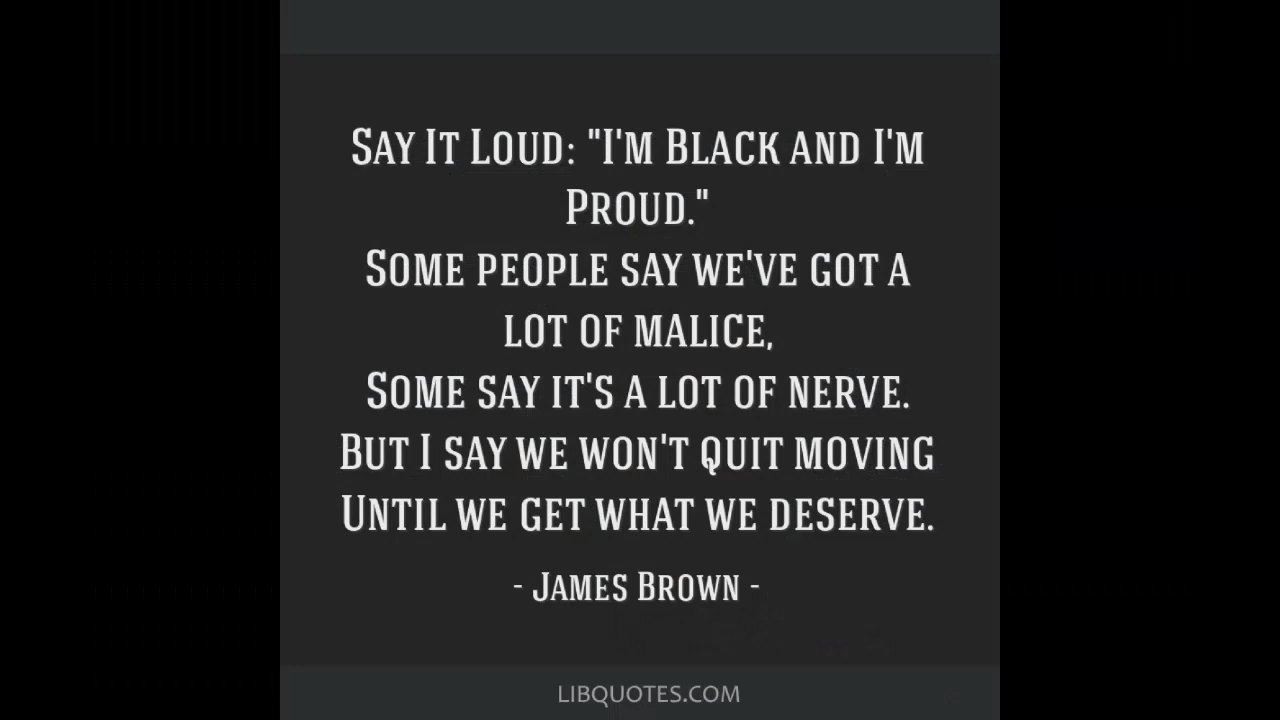 Say It Loud: "I'm Black and I'm
Proud."
Some people say we've got a
lot of malice,
Some say it's a lot of nerve.
But I say we won't quit moving
Until we get what we deserve.
- James Brown -
LIBQUOTES.COM